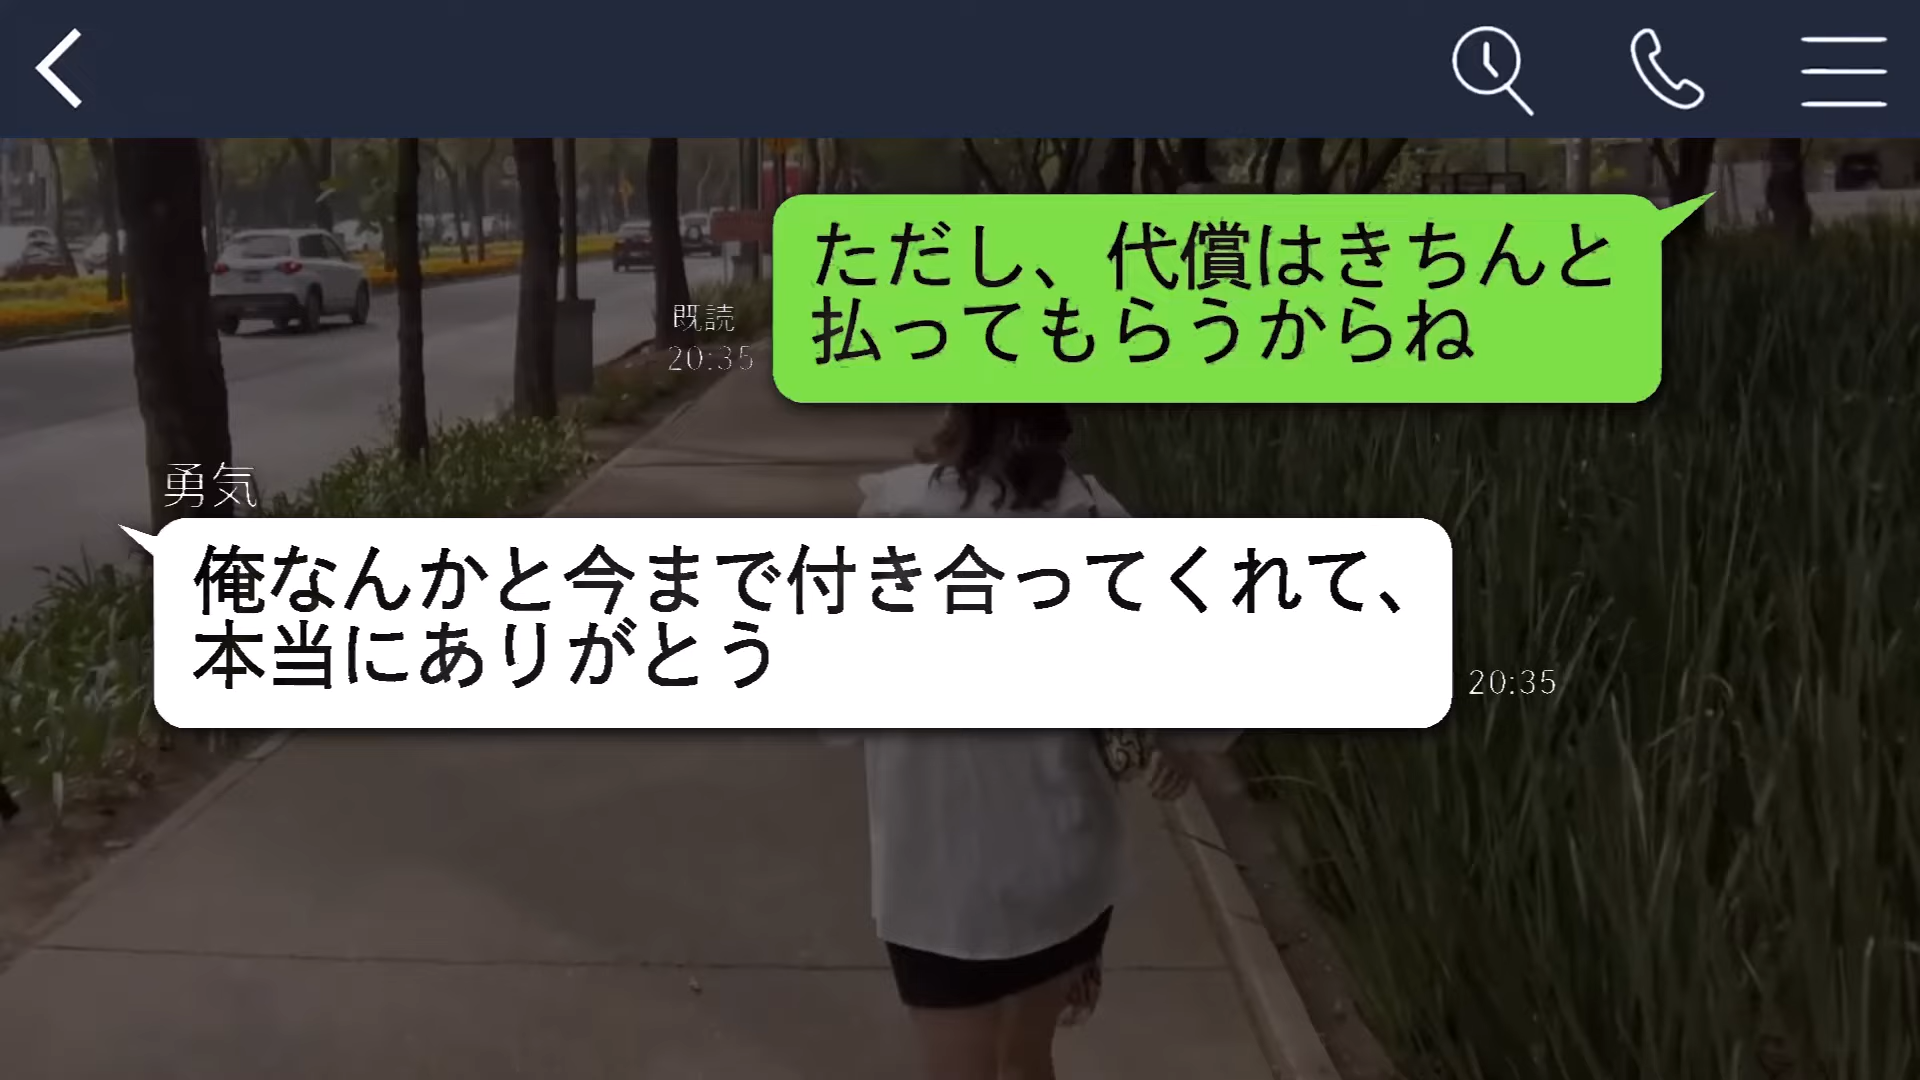 ただし、代償はきちんと
払ってもらうからね
既読
20:35
勇気
俺なんかと今まで付き合ってくれて、
本当にありがとう
20:35